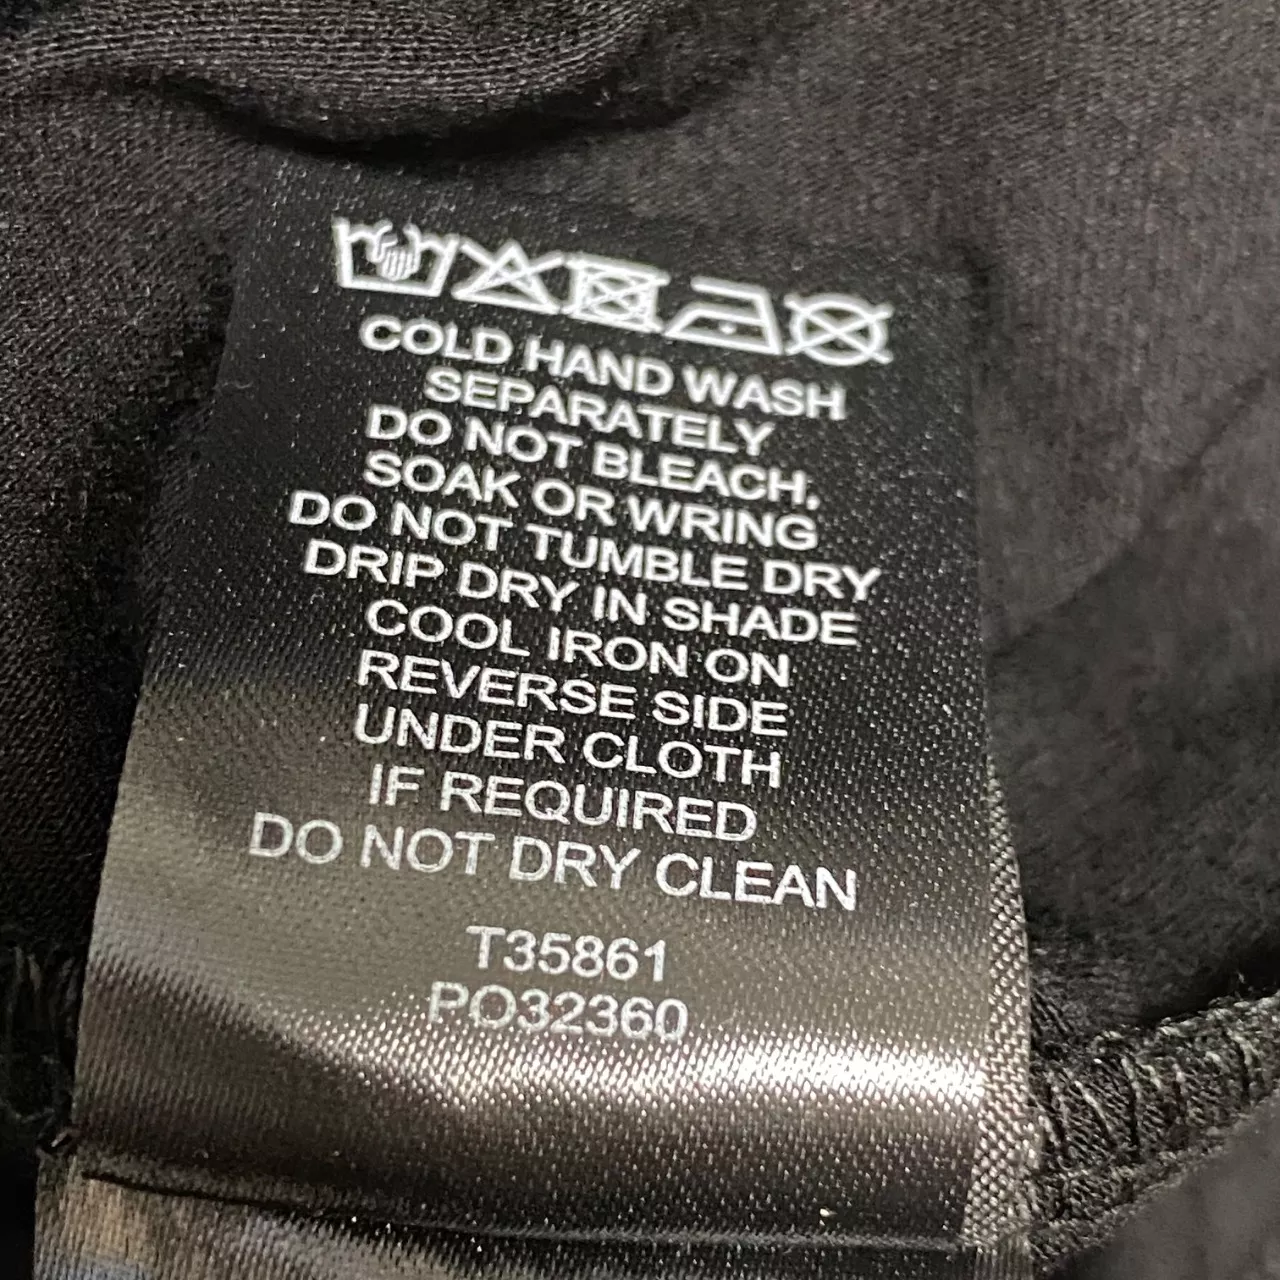 COLD HAND WASH
SEPARATELY
DO NOT BLEACH,
SOAK OR WRING
DO NOT TUMBLE DRY
DRIP DRY IN SHADE
COOL IRON ON
REVERSE SIDE
UNDER CLOTH
IF REQUIRED
DO NOT DRY CLEAN
T35861
PO32360